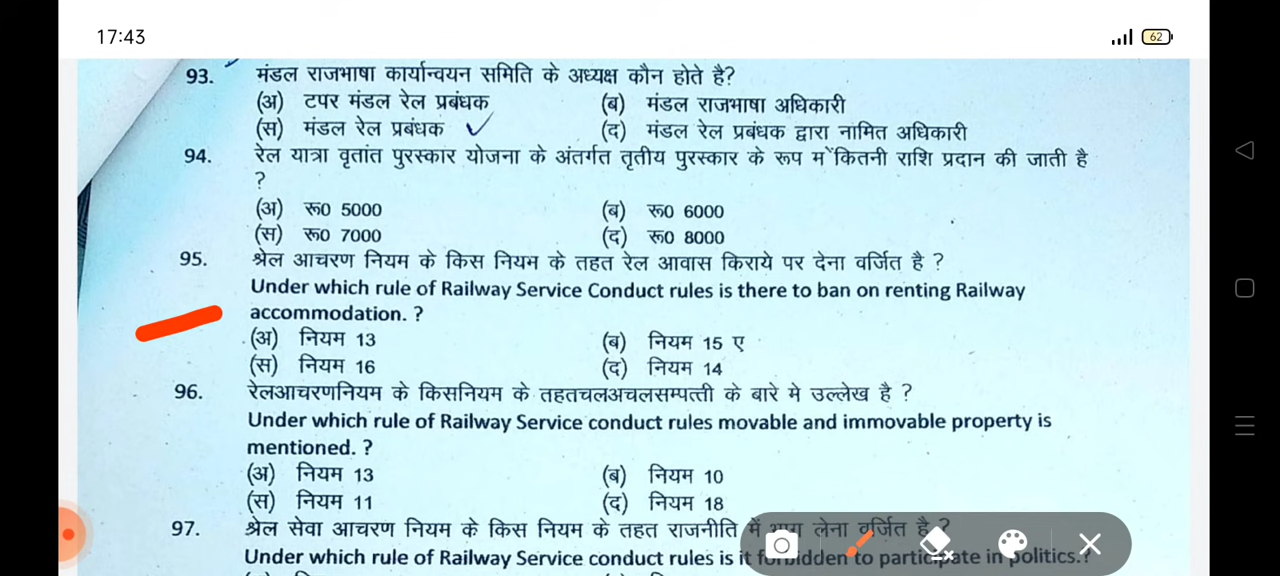 17:43
62
93. मंडल राजभाषा कार्यान्वयन समिति के अध्यक्ष कौन होते है?
(अ) टपर मंडल रेल प्रबंधक (ब) मंडल राजभाषा अधिकारी
(स) मंडल रेल प्रबंधक (द) मंडल रेल प्रबंधक द्वारा नामित अधिकारी
94. रेल यात्रा वृतांत पुरस्कार योजना के अंतर्गत तृतीय पुरस्कार के रूप में कितनी राशि प्रदान की जाती है
?
(अ) रू0 5000 (ब) रू0 6000
(स) रू0 7000 (द) रू0 8000
95. श्रेल आचरण नियम के किस नियम के तहत रेल आवास किराये पर देना वर्जित है ?
Under which rule of Railway Service Conduct rules is there to ban on renting Railway
accommodation. ?
(अ) नियम 13 (ब) नियम 15 ए
(स) नियम 16 (द) नियम 14
96. रेलआचरणनियम के किसनियम के तहतचलअचलसम्पत्ती के बारे मे उल्लेख है ?
Under which rule of Railway Service conduct rules movable and immovable property is
mentioned. ?
(अ) नियम 13 (ब) नियम 10
(स) नियम 11 (द) नियम 18
97. श्रेल सेवा आचरण नियम के किस नियम के तहत राजनीति में भाग लेना वर्जित है ?
Under which rule of Railway Service conduct rules is it forbidden to participate in politics.?